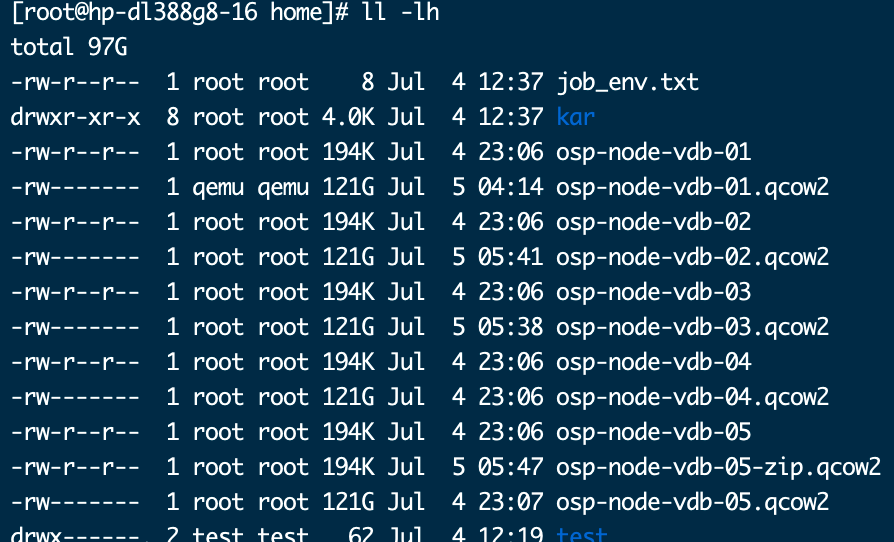 [root@hp-dl388g8-16 home]# ll -lh
total 97G
-rw-r--r--  1 root root    8 Jul  4 12:37 job_env.txt
drwxr-xr-x  8 root root 4.0K Jul  4 12:37 kar
-rw-r--r--  1 root root 194K Jul  4 23:06 osp-node-vdb-01
-rw-------  1 qemu qemu 121G Jul  5 04:14 osp-node-vdb-01.qcow2
-rw-r--r--  1 root root 194K Jul  4 23:06 osp-node-vdb-02
-rw-------  1 root root 121G Jul  5 05:41 osp-node-vdb-02.qcow2
-rw-r--r--  1 root root 194K Jul  4 23:06 osp-node-vdb-03
-rw-------  1 root root 121G Jul  5 05:38 osp-node-vdb-03.qcow2
-rw-r--r--  1 root root 194K Jul  4 23:06 osp-node-vdb-04
-rw-------  1 root root 121G Jul  4 23:06 osp-node-vdb-04.qcow2
-rw-r--r--  1 root root 194K Jul  4 23:06 osp-node-vdb-05
-rw-r--r--  1 root root 194K Jul  5 05:47 osp-node-vdb-05-zip.qcow2
-rw-------  1 root root 121G Jul  4 23:07 osp-node-vdb-05.qcow2
drwx------. 2 test test   62 Jul  4 12:19 test